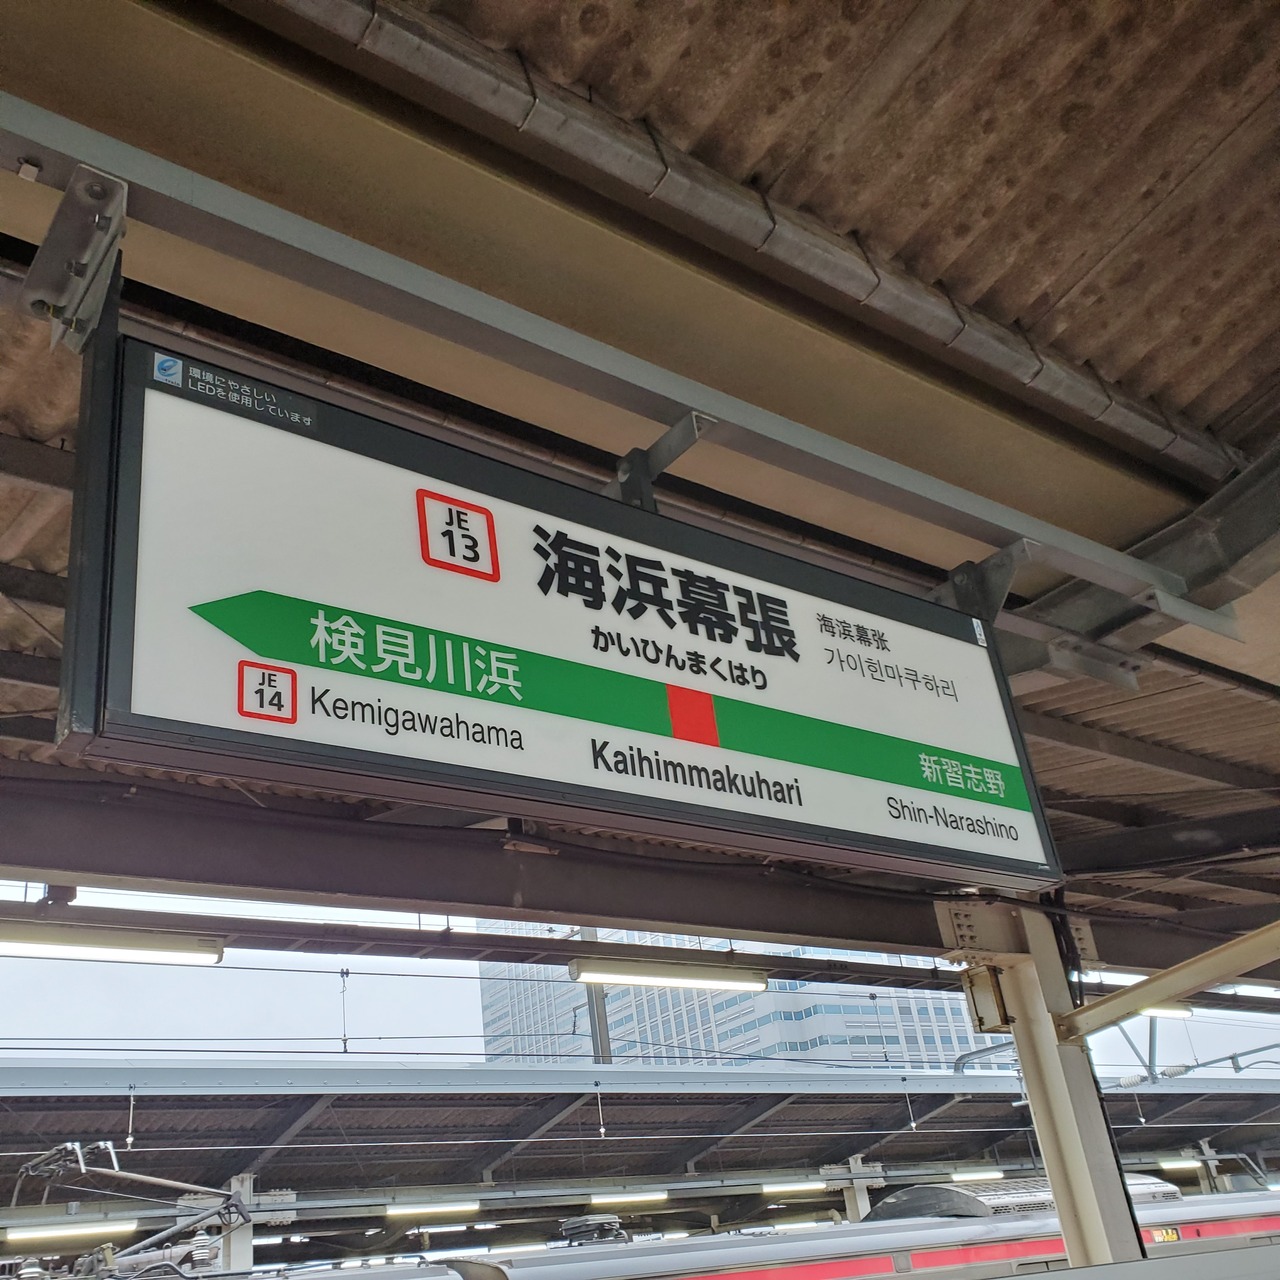 環境にやさしい
LEDを使用しています
JE
13
海浜幕張
かいひんまくはり
海滨幕张
가이힌마쿠하리
検見川浜
新習志野
JE
14
Kemigawahama
Kaihimmakuhari
Shin-Narashino